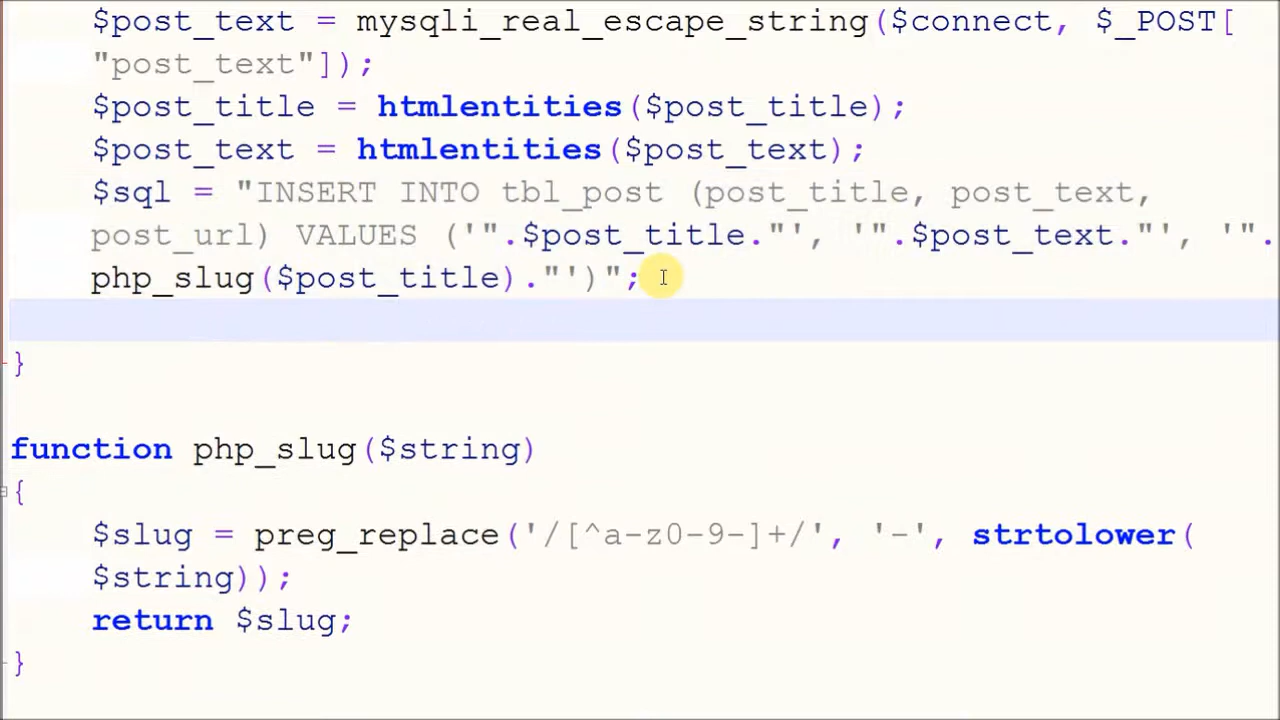 $post_text = mysqli_real_escape_string($connect, $_POST[
"post_text"]);
$post_title = htmlentities($post_title);
$post_text = htmlentities($post_text);
$sql = "INSERT INTO tbl_post (post_title, post_text,
post_url) VALUES ('".$post_title."', '".$post_text."', '".
php_slug($post_title)."')";
}
function php_slug($string)
{
$slug = preg_replace('/[^a-z0-9-]+/', '-', strtolower(
$string));
return $slug;
}